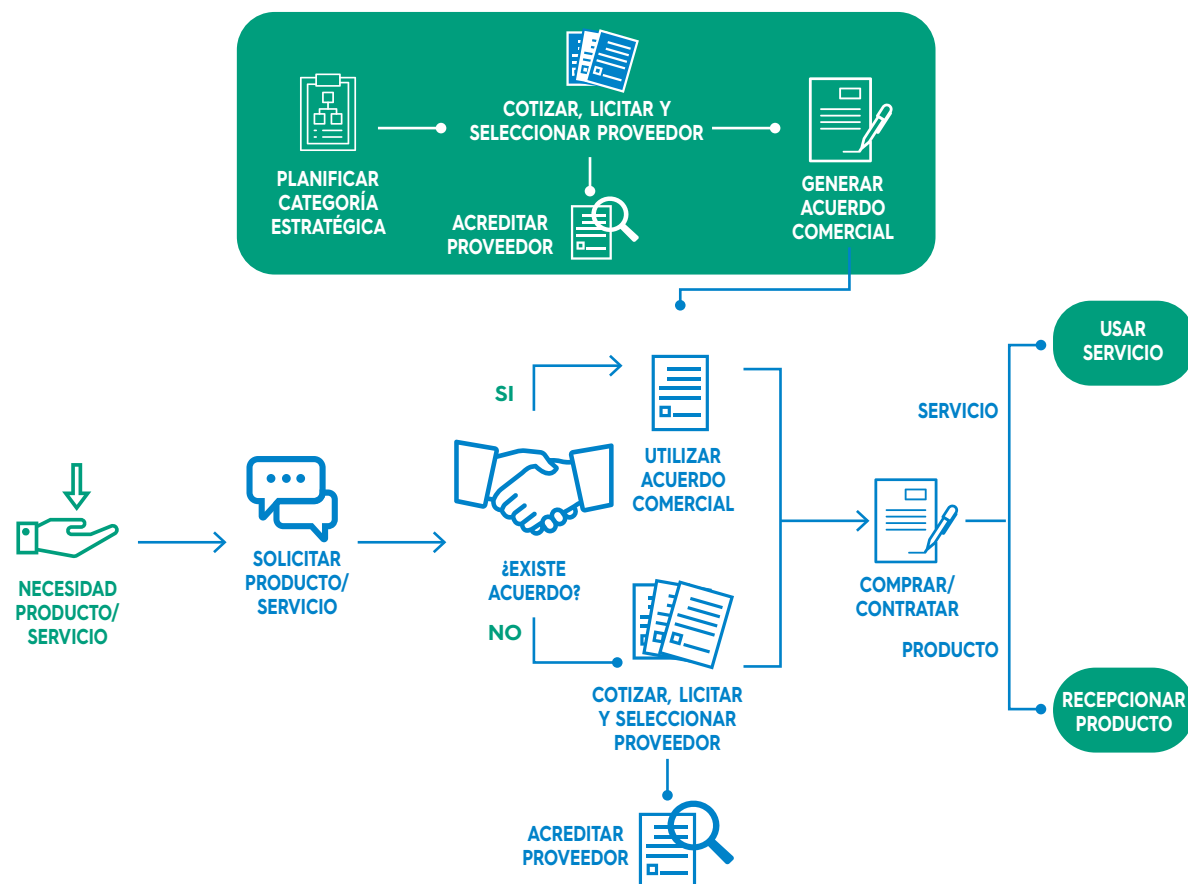 COTIZAR, LICITAR Y
SELECCIONAR PROVEEDOR
PLANIFICAR
CATEGORÍA
ESTRATÉGICA
ACREDITAR
PROVEEDOR
GENERAR
ACUERDO
COMERCIAL
NECESIDAD
PRODUCTO/
SERVICIO
SOLICITAR
PRODUCTO/
SERVICIO
¿EXISTE
ACUERDO?
SI
NO
UTILIZAR
ACUERDO
COMERCIAL
COTIZAR, LICITAR
Y SELECCIONAR
PROVEEDOR
ACREDITAR
PROVEEDOR
COMPRAR/
CONTRATAR
SERVICIO
PRODUCTO
USAR
SERVICIO
RECEPCIONAR
PRODUCTO